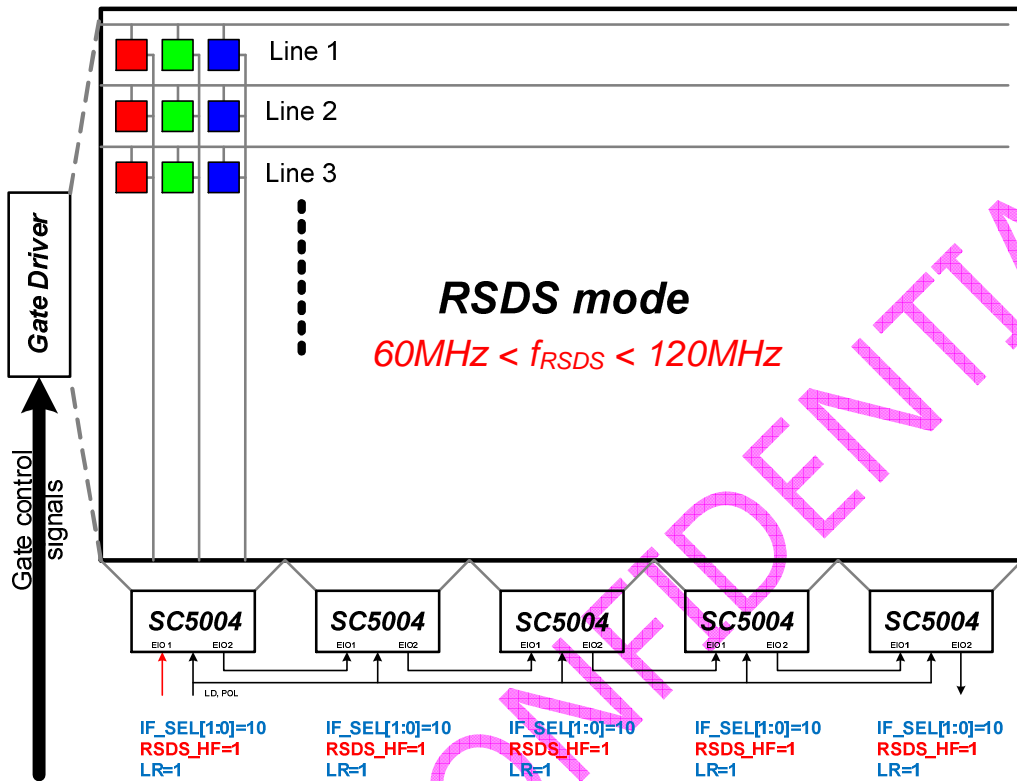 Line 1
Line 2
Line 3
Gate Driver
RSDS mode
60MHz < fRSDS < 120MHz
Gate control
signals
SC5004 SC5004 SC5004 SC5004 SC5004
EIO1 EIO2 EIO1 EIO2 EIO1 EIO2 EIO1 EIO2 EIO1 EIO2
LD, POL
IF_SEL[1:0]=10 IF_SEL[1:0]=10 IF_SEL[1:0]=10 IF_SEL[1:0]=10 IF_SEL[1:0]=10
RSDS_HF=1 RSDS_HF=1 RSDS_HF=1 RSDS_HF=1 RSDS_HF=1
LR=1 LR=1 LR=1 LR=1 LR=1
ONFIDENTIA